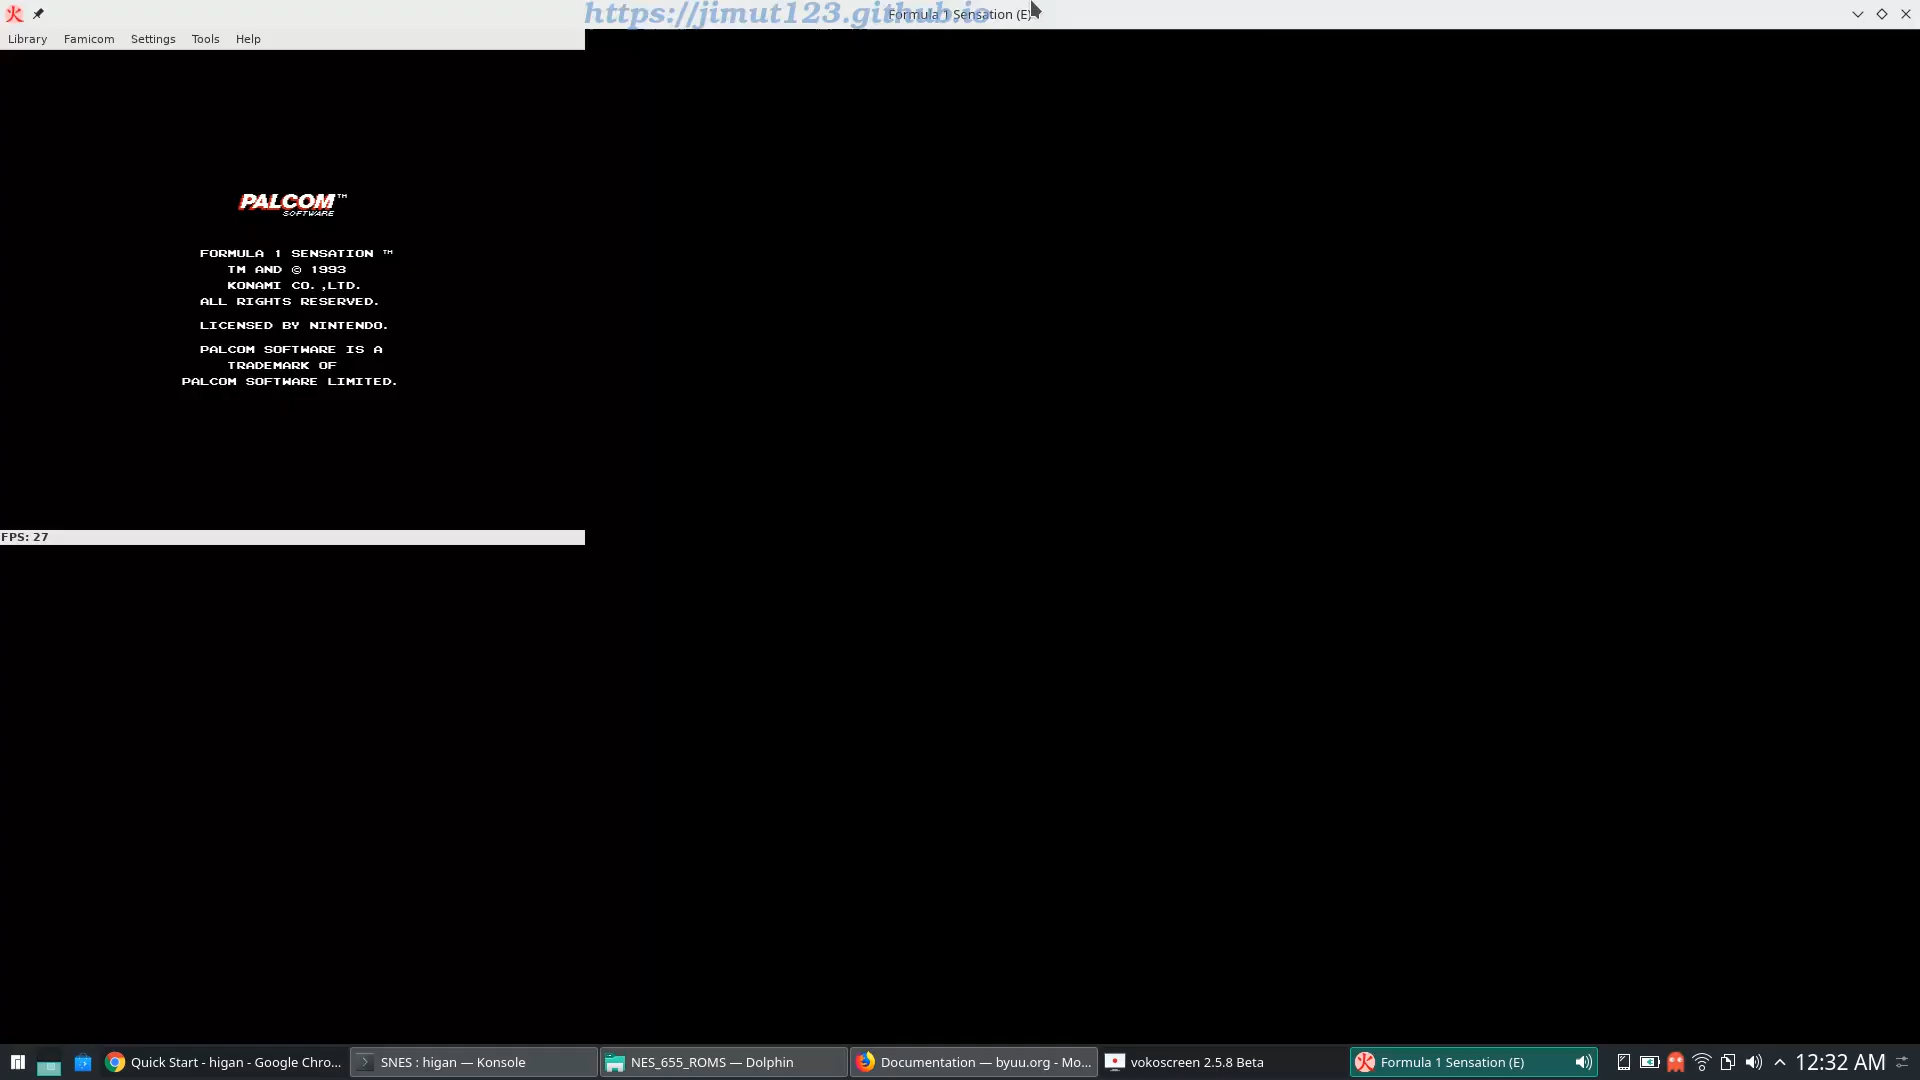 https://jimut123.github.io
Formula 1 Sensation (E)
Library Famicom Settings Tools Help
PALCOM™
SOFTWARE
FORMULA 1 SENSATION ™
TM AND © 1993
KONAMI CO.,LTD.
ALL RIGHTS RESERVED.
LICENSED BY NINTENDO.
PALCOM SOFTWARE IS A
TRADEMARK OF
PALCOM SOFTWARE LIMITED.
FPS: 27
Quick Start - higan - Google Chro... SNES : higan — Konsole NES_655_ROMS — Dolphin Documentation — byuu.org - Mo... vokoscreen 2.5.8 Beta Formula 1 Sensation (E) 12:32 AM